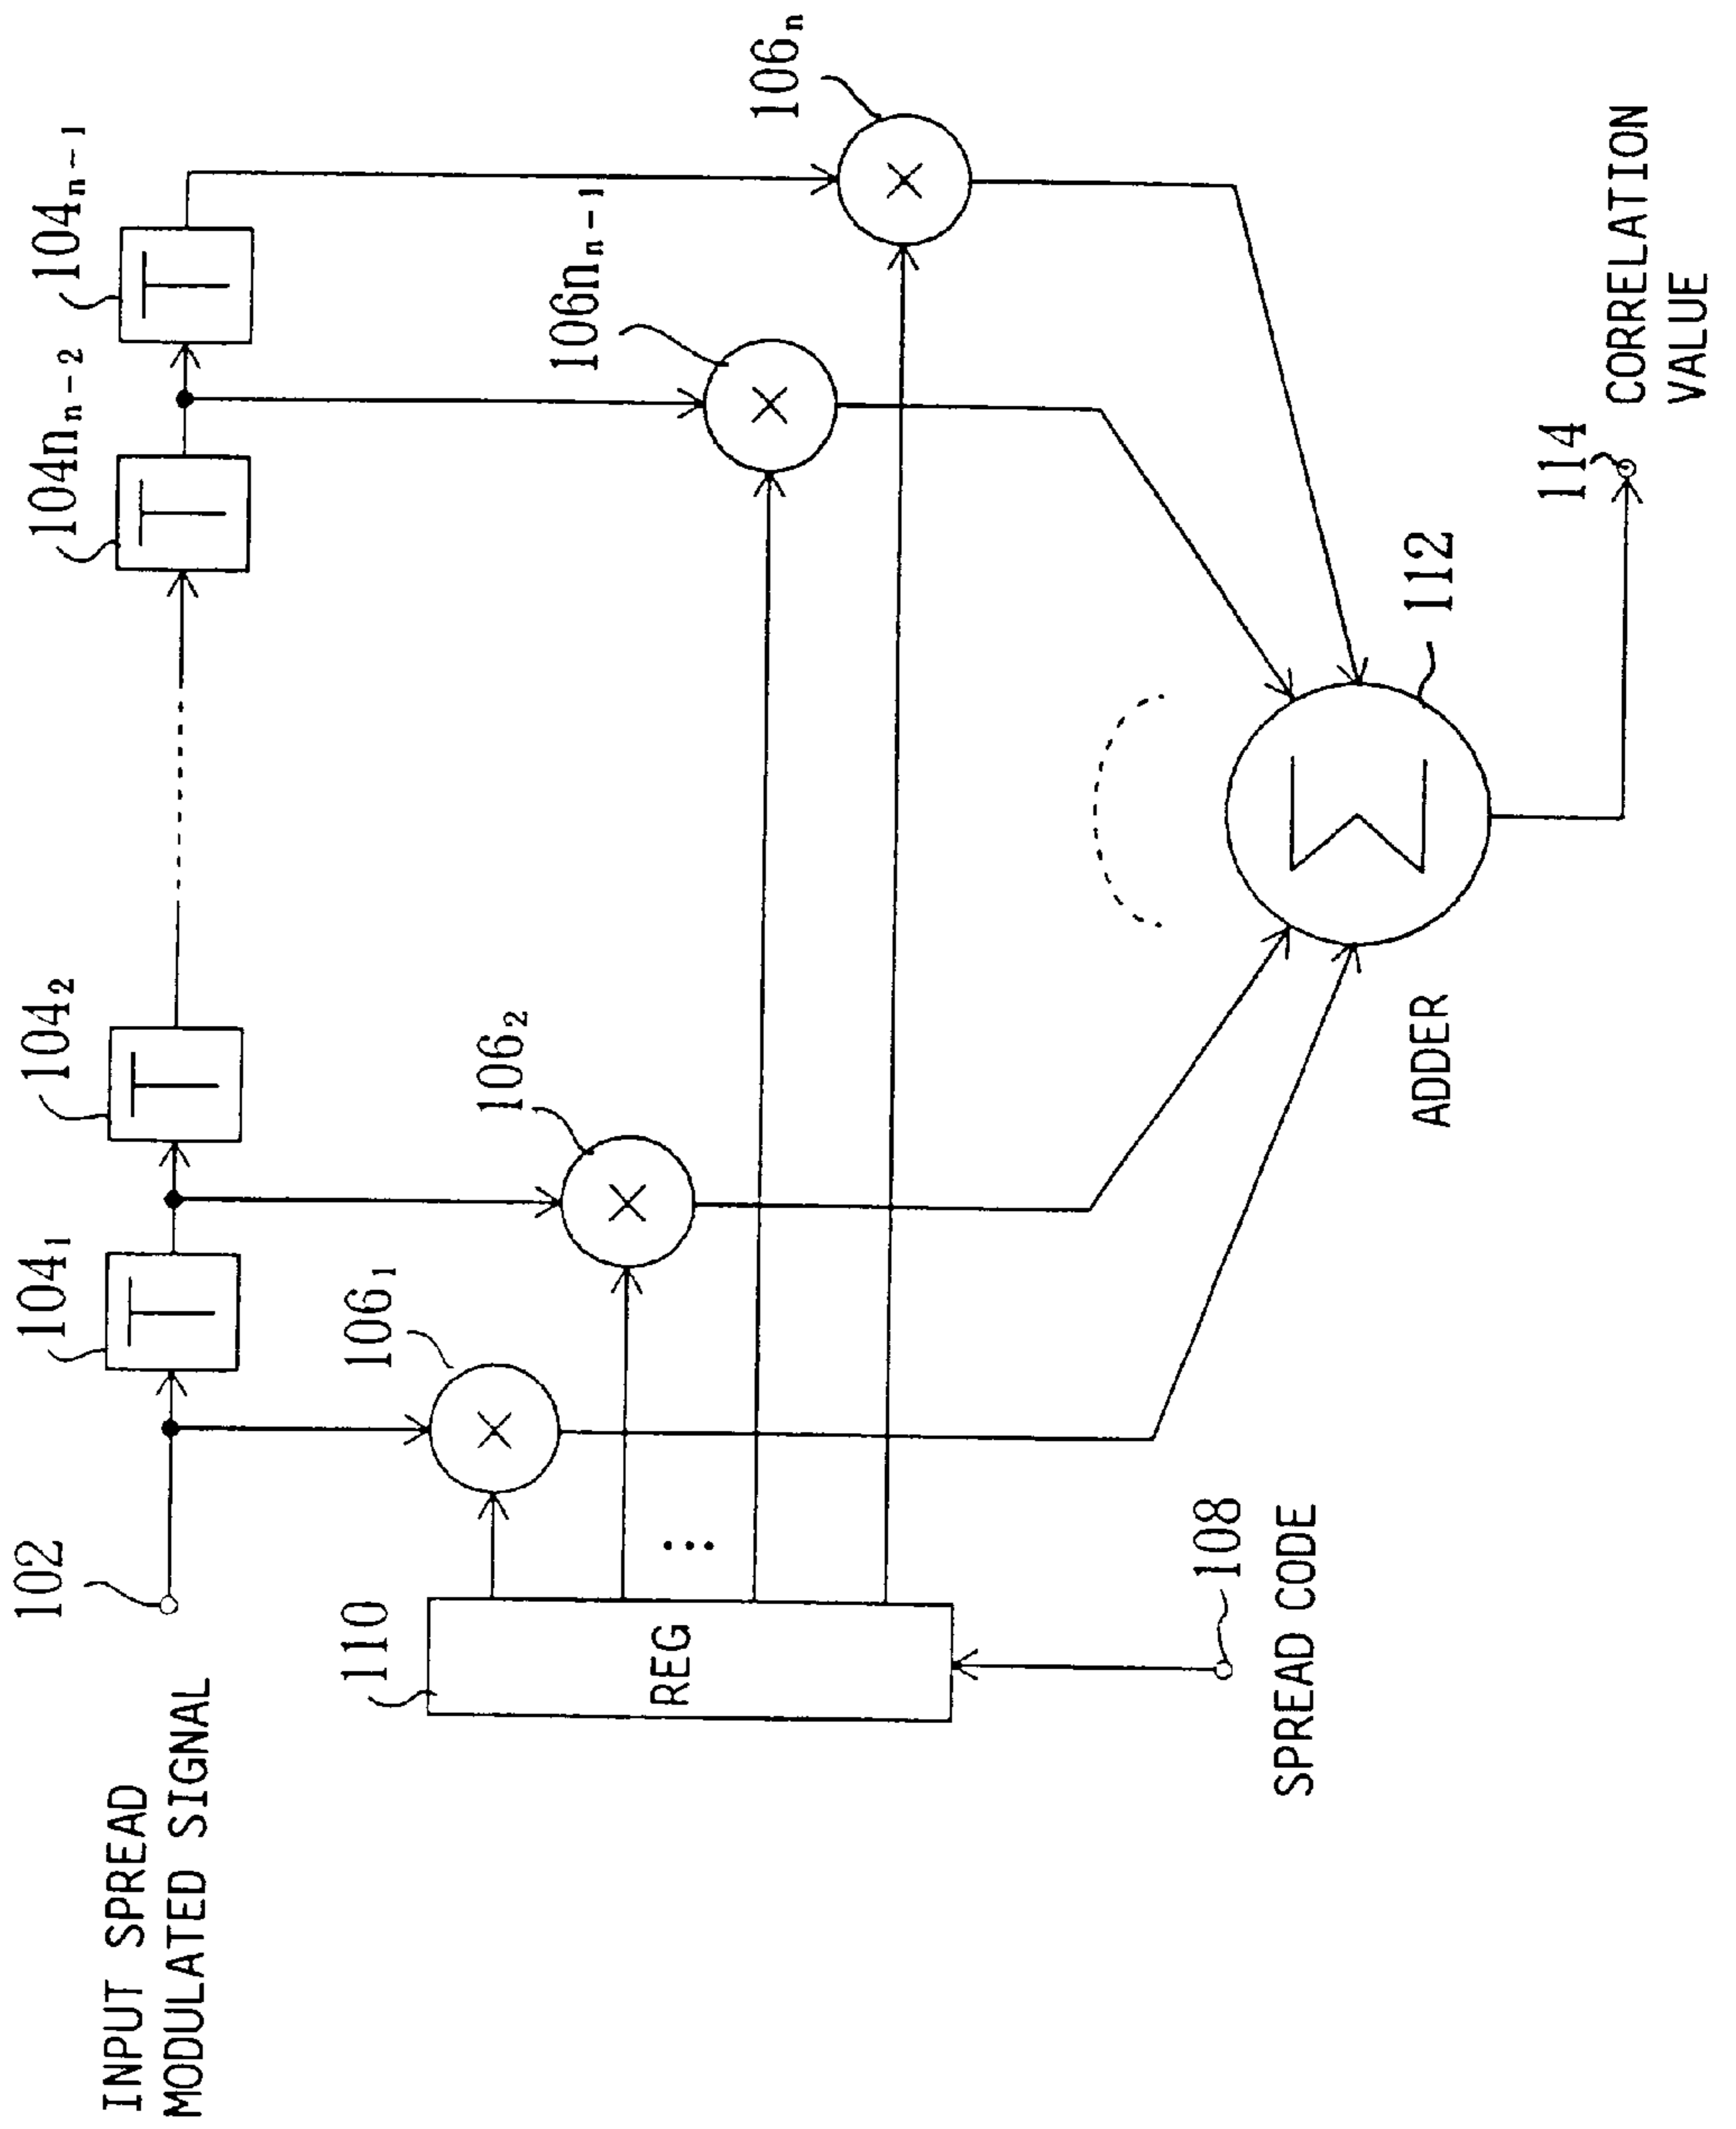 INPUT SPREAD
MODULATED SIGNAL
102
104₁
T
104₂
T
104nₙ₋₂
T
104ₙ₋₁
T
106₁
×
106₂
×
106nₙ₋₁
×
106ₙ
×
110
REG
...
108
SPREAD CODE
ADDER
Σ
112
114
CORRELATION
VALUE